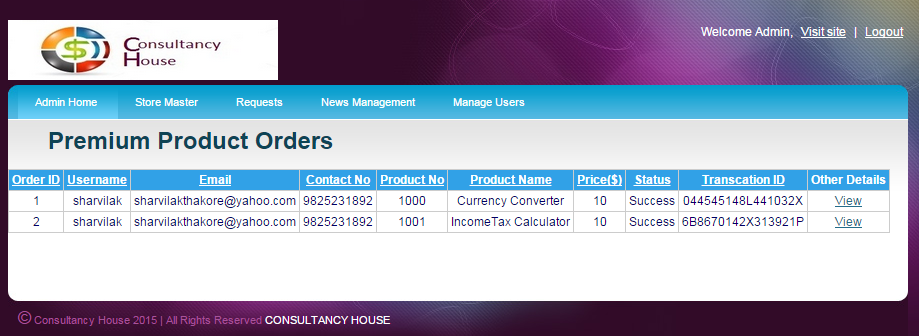 Consultancy House
Welcome Admin, Visit site | Logout
Admin Home Store Master Requests News Management Manage Users
Premium Product Orders
Order ID Username Email Contact No Product No Product Name Price($) Status Transcation ID Other Details
1 sharvilak sharvilakthakore@yahoo.com 9825231892 1000 Currency Converter 10 Success 044545148L441032X View
2 sharvilak sharvilakthakore@yahoo.com 9825231892 1001 IncomeTax Calculator 10 Success 6B8670142X313921P View
© Consultancy House 2015 | All Rights Reserved CONSULTANCY HOUSE